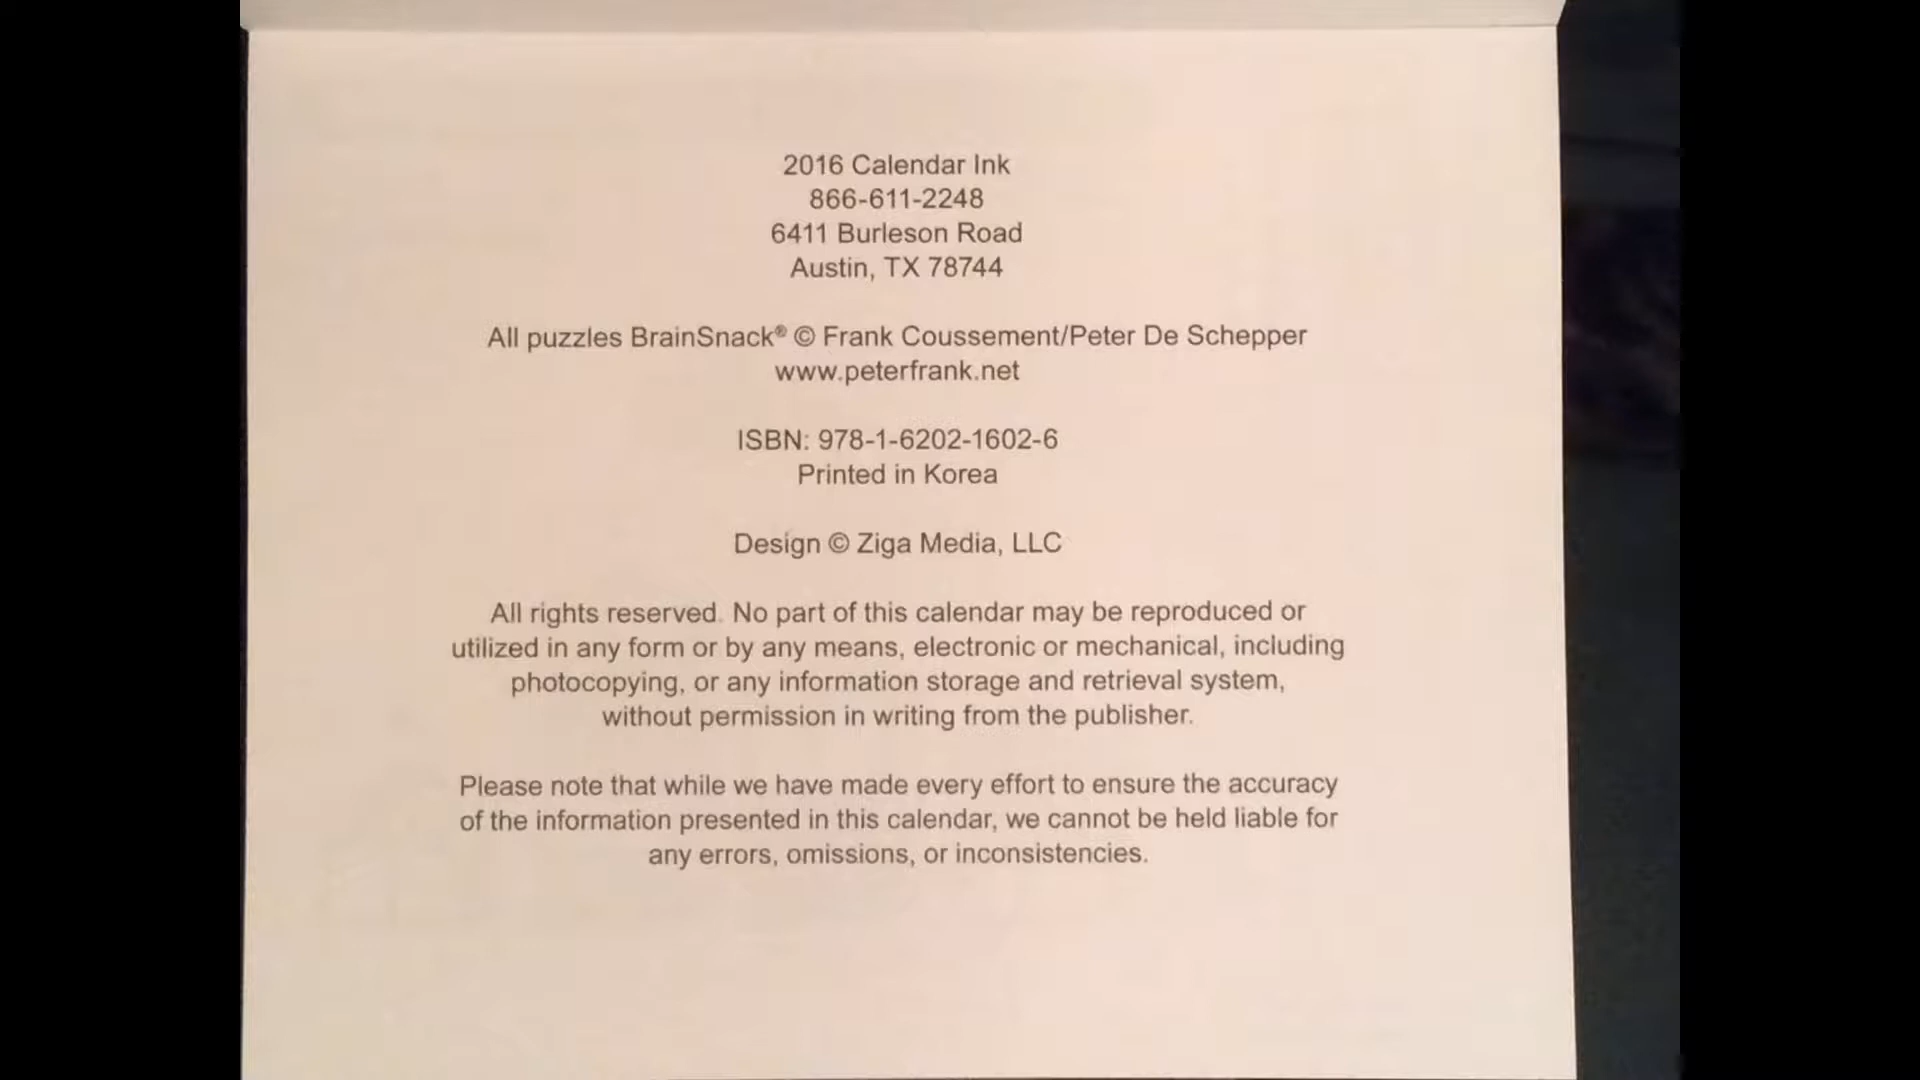 2016 Calendar Ink
866-611-2248
6411 Burleson Road
Austin, TX 78744
All puzzles BrainSnack® © Frank Coussement/Peter De Schepper
www.peterfrank.net
ISBN: 978-1-6202-1602-6
Printed in Korea
Design © Ziga Media, LLC
All rights reserved. No part of this calendar may be reproduced or
utilized in any form or by any means, electronic or mechanical, including
photocopying, or any information storage and retrieval system,
without permission in writing from the publisher.
Please note that while we have made every effort to ensure the accuracy
of the information presented in this calendar, we cannot be held liable for
any errors, omissions, or inconsistencies.